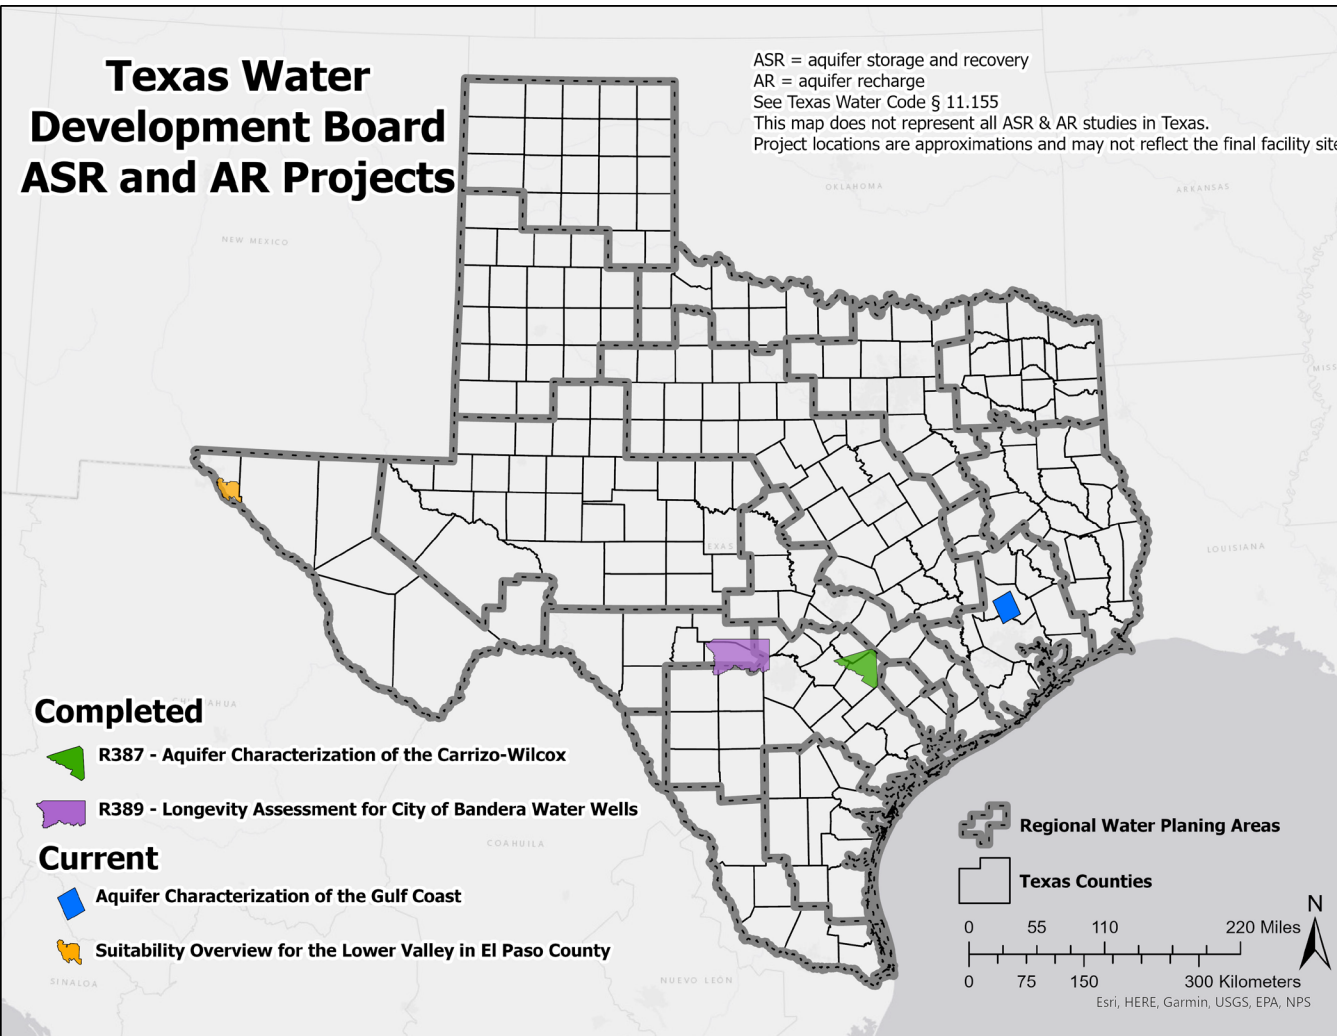 Texas Water
Development Board
ASR and AR Projects
ASR = aquifer storage and recovery
AR = aquifer recharge
See Texas Water Code § 11.155
This map does not represent all ASR & AR studies in Texas.
Project locations are approximations and may not reflect the final facility site
OKLAHOMA
ARKANSAS
NEW MEXICO
MISS
EXAS
LOUISIANA
HUAHUA
Completed
R387 - Aquifer Characterization of the Carrizo-Wilcox
R389 - Longevity Assessment for City of Bandera Water Wells
Current
COAHUILA
Aquifer Characterization of the Gulf Coast
Suitability Overview for the Lower Valley in El Paso County
SINALOA
NUEVO LEON
Regional Water Planing Areas
Texas Counties
N
0 55 110 220 Miles
0 75 150 300 Kilometers
Esri, HERE, Garmin, USGS, EPA, NPS